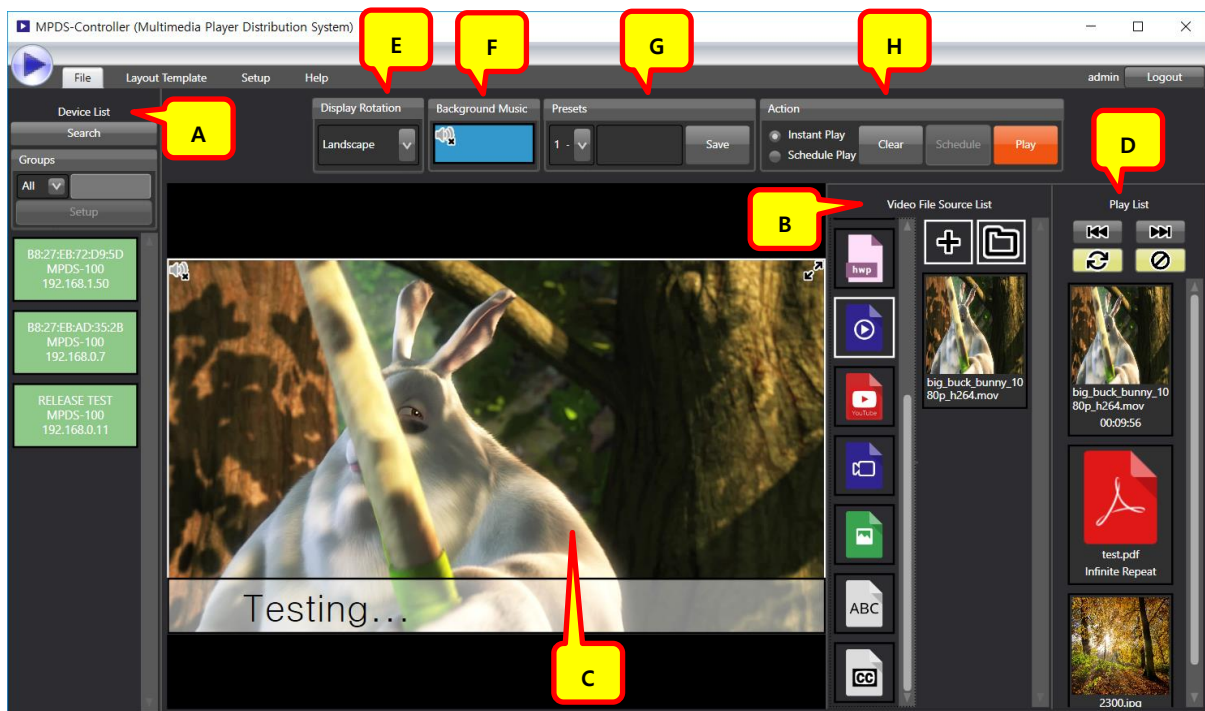 MPDS-Controller (Multimedia Player Distribution System)
E
F
G
H
File
Layout Template
Setup
Help
admin
Logout
Device List
Search
A
Groups
All
Setup
Display Rotation
Landscape
Background Music
Presets
1 -
Save
Action
Instant Play
Schedule Play
Clear
Schedule
Play
D
B
Video File Source List
Play List
B8:27:EB:72:D9:5D
MPDS-100
192.168.1.50
B8:27:EB:AD:35:2B
MPDS-100
192.168.0.7
RELEASE TEST
MPDS-100
192.168.0.11
Testing...
C
hwp
YouTube
ABC
CC
big_buck_bunny_10
80p_h264.mov
big_buck_bunny_10
80p_h264.mov
00:09:56
test.pdf
Infinite Repeat
2300.jpg